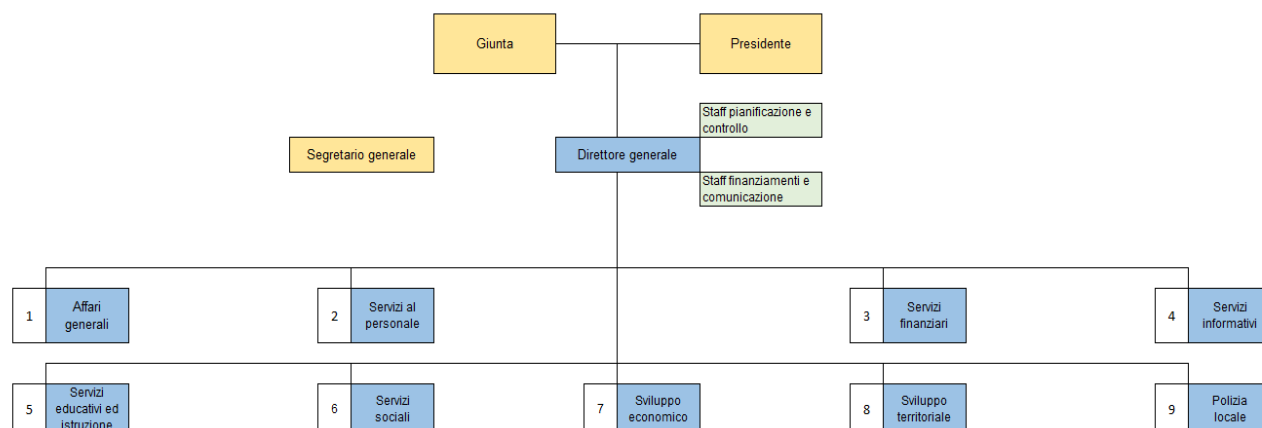 Giunta
Presidente
Staff pianificazione e
controllo
Segretario generale
Direttore generale
Staff finanziamenti e
comunicazione
1
Affari
generali
2
Servizi al
personale
3
Servizi
finanziari
4
Servizi
informativi
5
Servizi
educativi ed
istruzione
6
Servizi
sociali
7
Sviluppo
economico
8
Sviluppo
territoriale
9
Polizia
locale